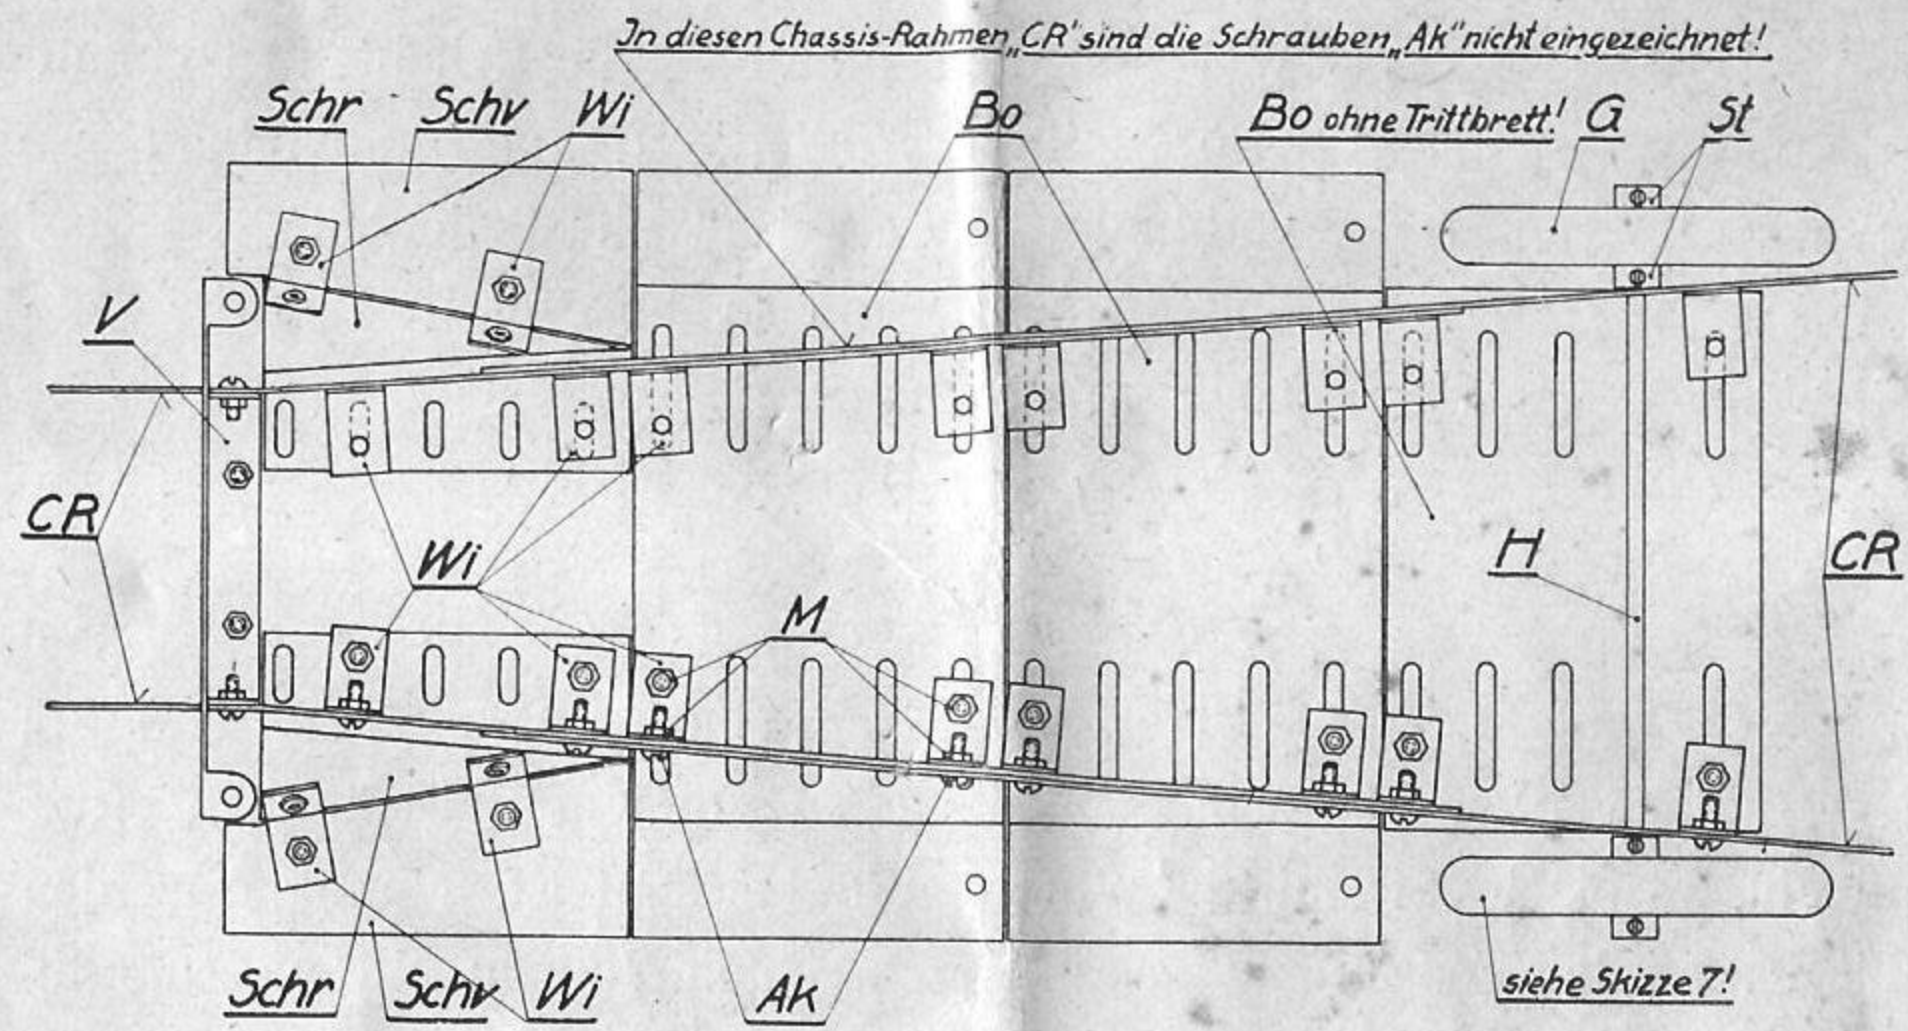 In diesen Chassis-Rahmen „CR" sind die Schrauben „Ak" nicht eingezeichnet!
Schr Schv Wi Bo Bo ohne Trittbrett! G St
V
CR Wi M H CR
Schr Schv Wi Ak siehe Skizze 7!